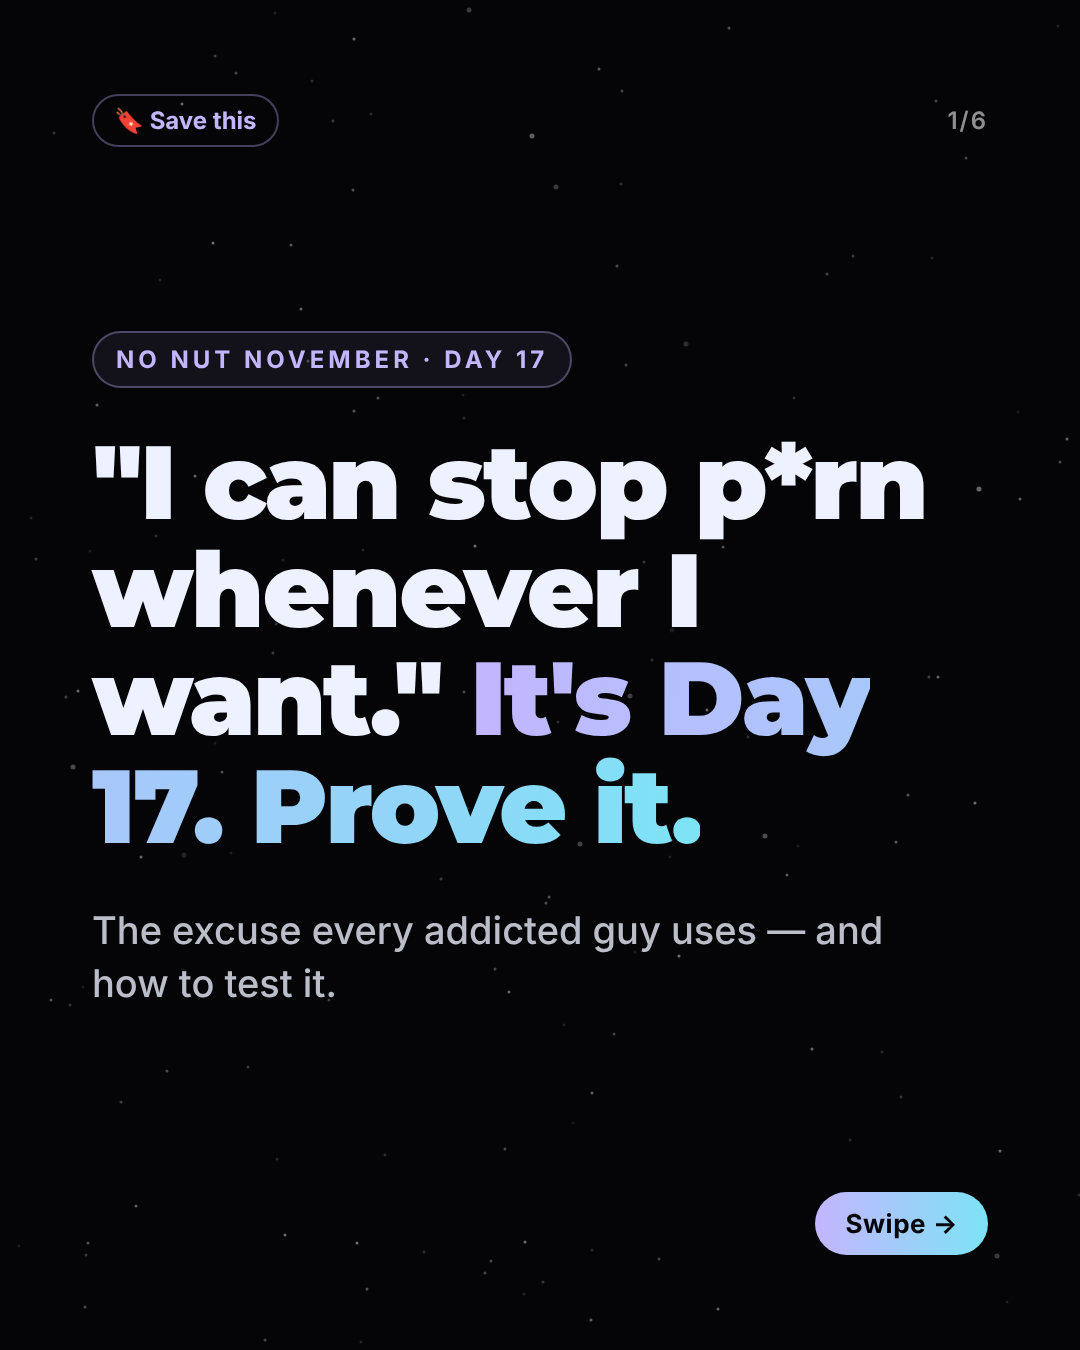 🔖 Save this
1/6
NO NUT NOVEMBER · DAY 17
"I can stop p*rn
whenever I
want." It's Day
17. Prove it.
The excuse every addicted guy uses — and
how to test it.
Swipe →